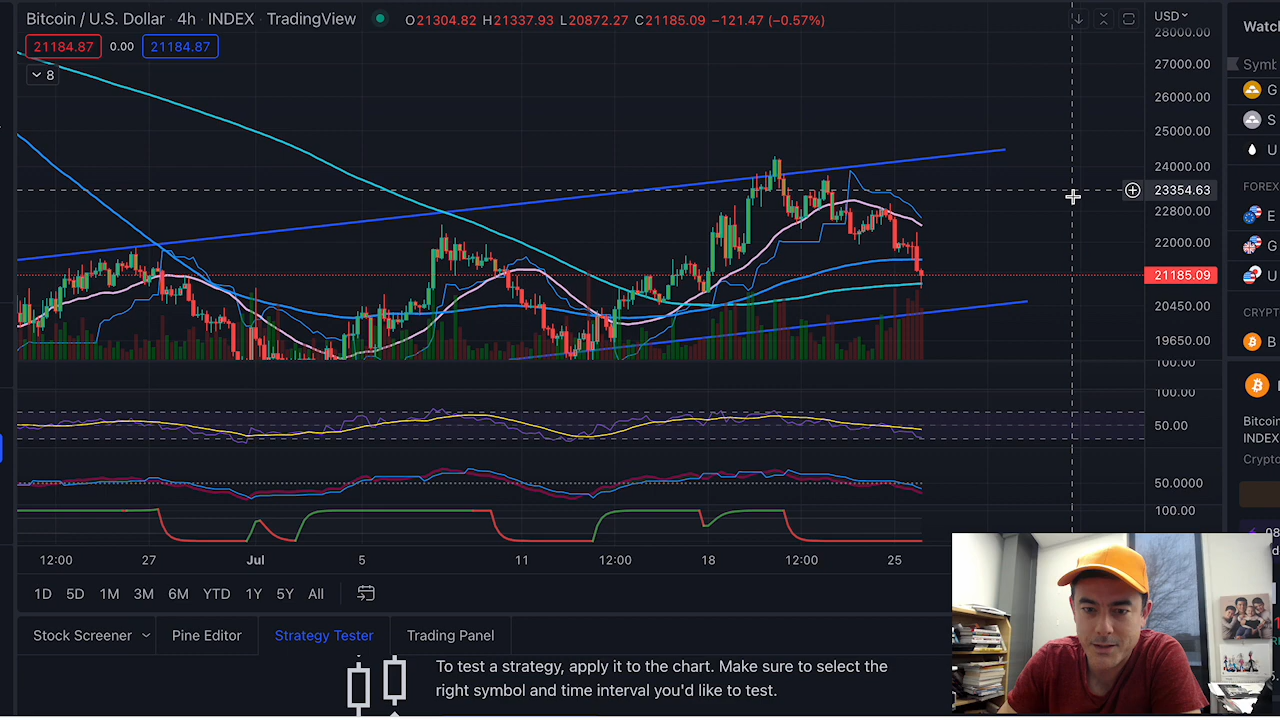 Bitcoin / U.S. Dollar · 4h · INDEX · TradingView O21304.82 H21337.93 L20872.27 C21185.09 −121.47 (−0.57%)
21184.87 0.00 21184.87
8
USD
28000.00
27000.00
26000.00
25000.00
24000.00
23354.63
22800.00
22000.00
21185.09
20450.00
19650.00
100.00
100.00
50.00
50.0000
100.00
12:00 27 Jul 5 11 12:00 18 12:00 25
1D 5D 1M 3M 6M YTD 1Y 5Y All
Stock Screener Pine Editor Strategy Tester Trading Panel
To test a strategy, apply it to the chart. Make sure to select the
right symbol and time interval you'd like to test.
Watc
Symb
G
S
U
FOREX
E
G
U
CRYPT
B
Bitcoin
INDEX
Crypto